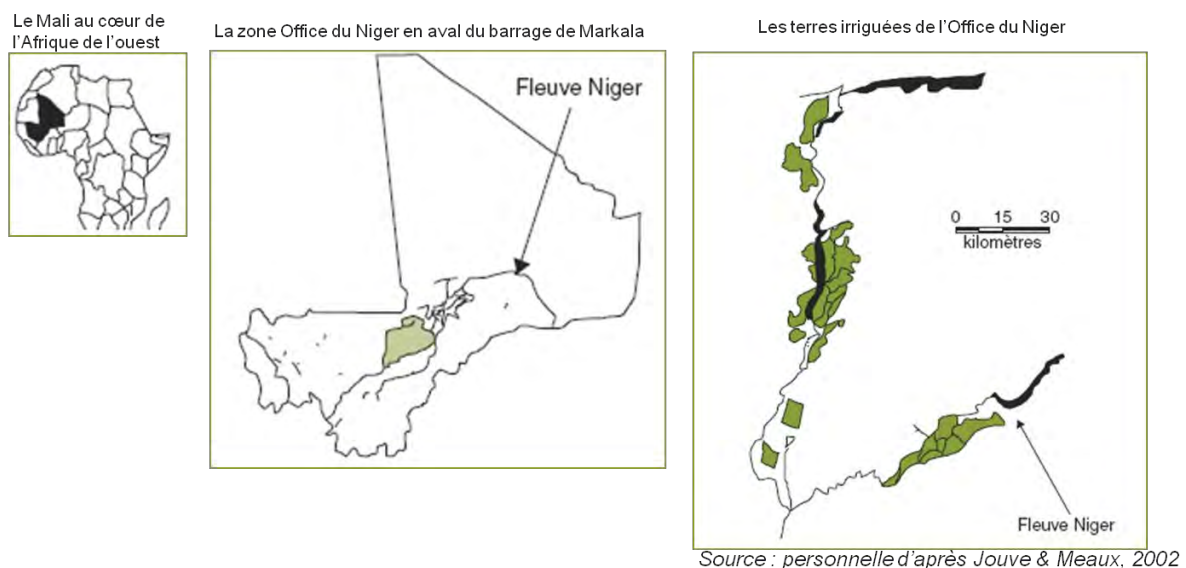 Le Mali au cœur de
l'Afrique de l'ouest
La zone Office du Niger en aval du barrage de Markala
Fleuve Niger
Les terres irriguées de l'Office du Niger
0 15 30
kilomètres
Fleuve Niger
Source : personnelle d'après Jouve & Meaux, 2002